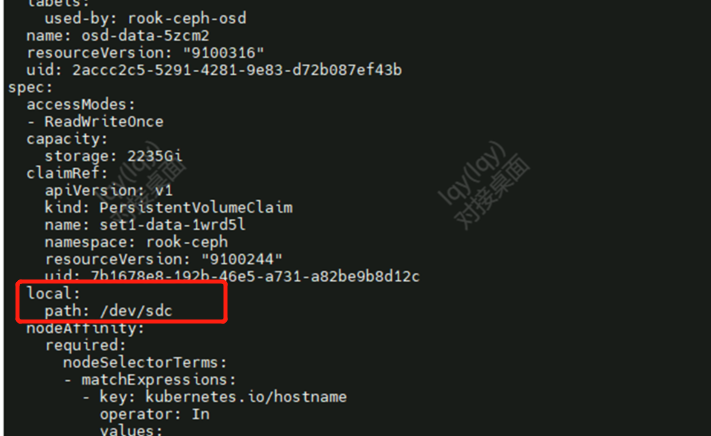 labels:
used-by: rook-ceph-osd
name: osd-data-5zcm2
resourceVersion: "9100316"
uid: 2accc2c5-5291-4281-9e83-d72b087ef43b
spec:
accessModes:
- ReadWriteOnce
capacity:
storage: 2235Gi
claimRef:
apiVersion: v1
kind: PersistentVolumeClaim
name: set1-data-1wrd5l
namespace: rook-ceph
resourceVersion: "9100244"
uid: 7b1678e8-192b-46e5-a731-a82be9b8d12c
local:
path: /dev/sdc
nodeAffinity:
required:
nodeSelectorTerms:
- matchExpressions:
- key: kubernetes.io/hostname
operator: In
values:
lqy(lqy)
对接桌面
lqy(lqy)
对接桌面